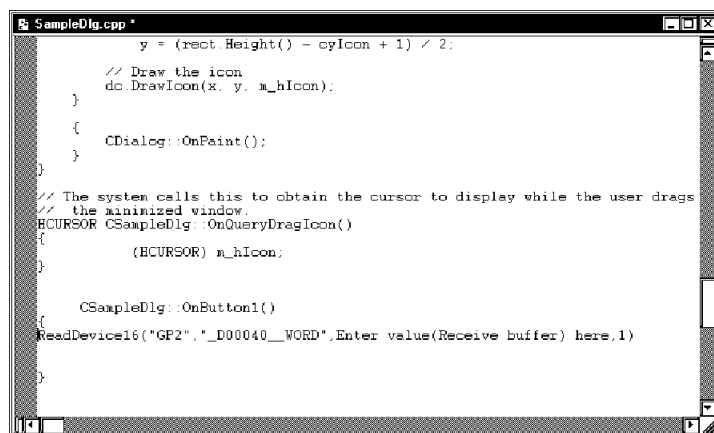 SampleDlg.cpp *
y = (rect.Height() - cyIcon + 1) / 2;
// Draw the icon
dc.DrawIcon(x, y, m_hIcon);
}
{
CDialog::OnPaint();
}
}
// The system calls this to obtain the cursor to display while the user drags
//  the minimized window.
HCURSOR CSampleDlg::OnQueryDragIcon()
{
(HCURSOR) m_hIcon;
}
CSampleDlg::OnButton1()
{
ReadDevice16("GP2","_D00040__WORD",Enter value(Receive buffer) here,1)
}